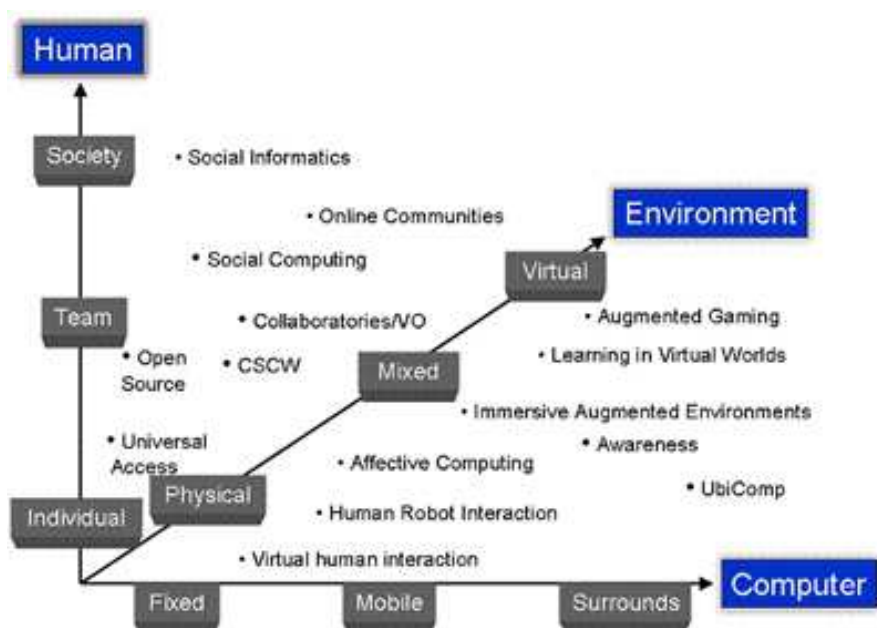 Human
Society
• Social Informatics
• Online Communities
Environment
• Social Computing
Virtual
Team
• Collaboratories/VO
• Augmented Gaming
• Open
Source
• CSCW
Mixed
• Learning in Virtual Worlds
• Immersive Augmented Environments
• Universal
Access
• Awareness
• Affective Computing
Physical
• UbiComp
Individual
• Human Robot Interaction
• Virtual human interaction
Computer
Fixed
Mobile
Surrounds